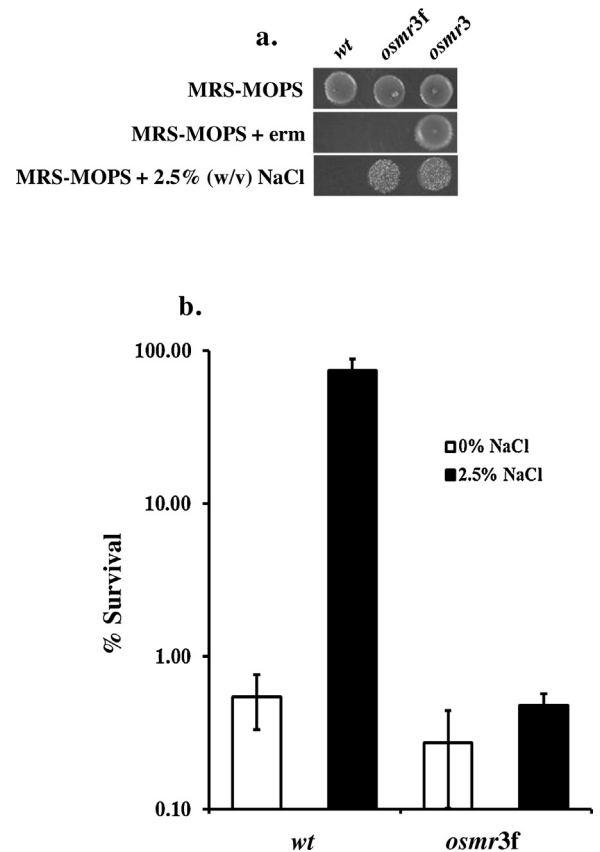 a.
wt osmr3f osmr3
MRS-MOPS
MRS-MOPS + erm
MRS-MOPS + 2.5% (w/v) NaCl
b.
100.00
10.00
1.00
0.10
% Survival
0% NaCl
2.5% NaCl
wt osmr3f